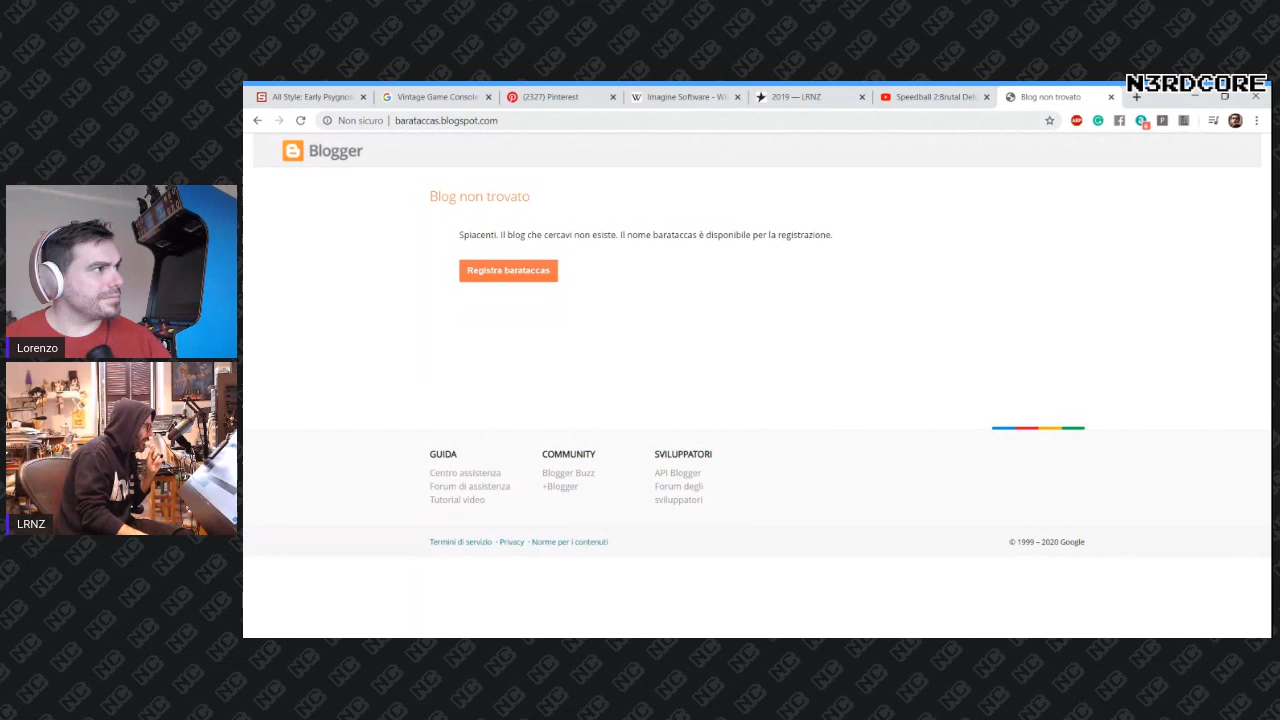 N3RDCORE
All Style: Early Psygnos
Vintage Game Console
(2327) Pinterest
Imagine Software - Wi
2019 — LRNZ
Speedball 2:Brutal Del
Blog non trovato
Non sicuro | barataccas.blogspot.com
Blogger
Blog non trovato
Spiacenti. Il blog che cercavi non esiste. Il nome barataccas è disponibile per la registrazione.
Registra barataccas
Lorenzo
LRNZ
GUIDA
Centro assistenza
Forum di assistenza
Tutorial video
COMMUNITY
Blogger Buzz
+Blogger
SVILUPPATORI
API Blogger
Forum degli
sviluppatori
Termini di servizio · Privacy · Norme per i contenuti
© 1999 – 2020 Google